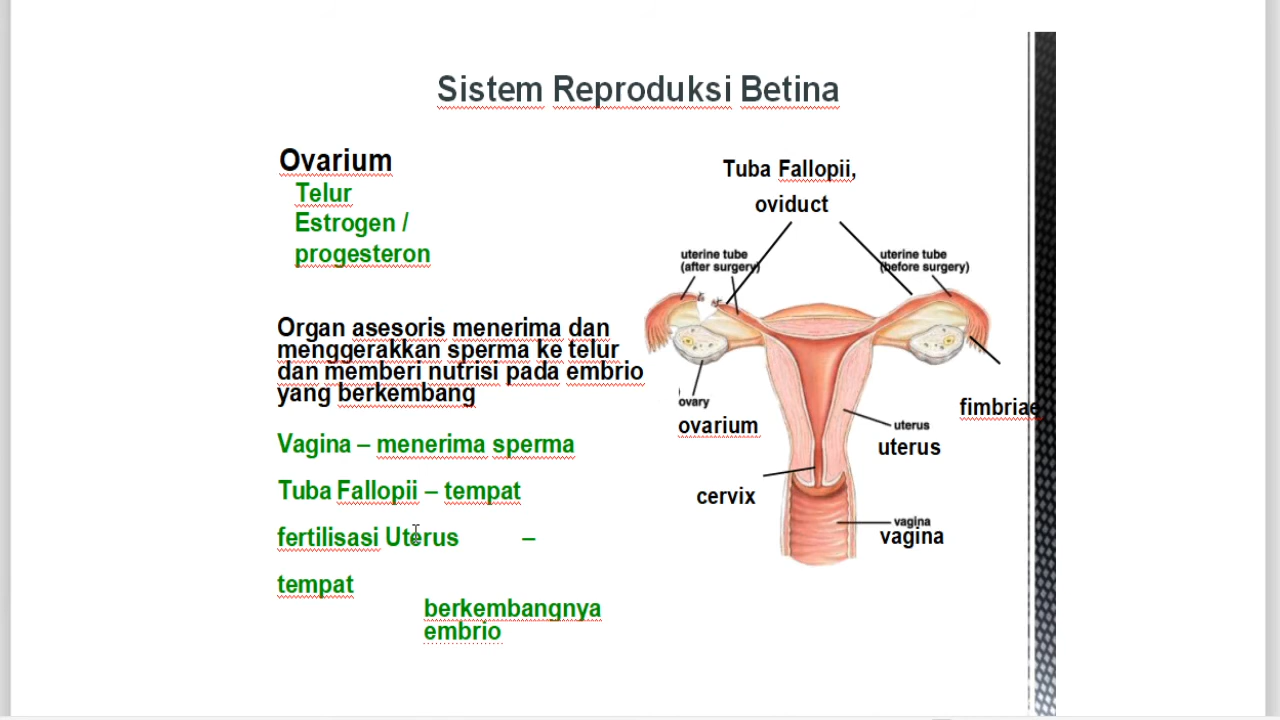 Sistem Reproduksi Betina
Ovarium
Telur
Estrogen /
progesteron
Organ asesoris menerima dan
menggerakkan sperma ke telur
dan memberi nutrisi pada embrio
yang berkembang
Vagina – menerima sperma
Tuba Fallopii – tempat
fertilisasi Uterus –
tempat
berkembangnya
embrio
Tuba Fallopii,
oviduct
uterine tube
(after surgery)
uterine tube
(before surgery)
ovary
ovarium
fimbriae
uterus
uterus
cervix
vagina
vagina